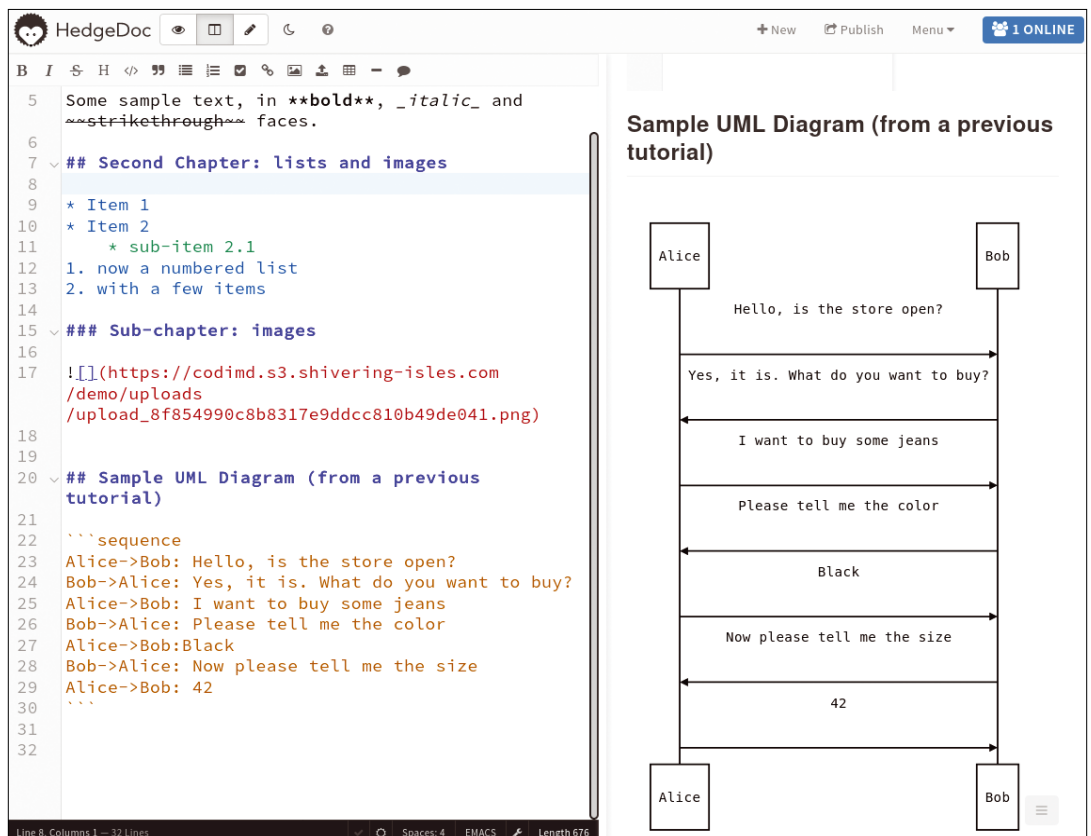 HedgeDoc
New
Publish
Menu
1 ONLINE
B I S H </>
5 Some sample text, in **bold**, _italic_ and
~~strikethrough~~ faces.
6
7 ## Second Chapter: lists and images
8
9 * Item 1
10 * Item 2
11 * sub-item 2.1
12 1. now a numbered list
13 2. with a few items
14
15 ### Sub-chapter: images
16
17 ![](https://codimd.s3.shivering-isles.com
/demo/uploads
/upload_8f854990c8b8317e9ddcc810b49de041.png)
18
19
20 ## Sample UML Diagram (from a previous
tutorial)
21
22 ```sequence
23 Alice->Bob: Hello, is the store open?
24 Bob->Alice: Yes, it is. What do you want to buy?
25 Alice->Bob: I want to buy some jeans
26 Bob->Alice: Please tell me the color
27 Alice->Bob:Black
28 Bob->Alice: Now please tell me the size
29 Alice->Bob: 42
30 ```
31
32
Line 8, Columns 1 — 32 Lines
Spaces: 4
EMACS
Length 676
Sample UML Diagram (from a previous
tutorial)
Alice
Bob
Hello, is the store open?
Yes, it is. What do you want to buy?
I want to buy some jeans
Please tell me the color
Black
Now please tell me the size
42
Alice
Bob